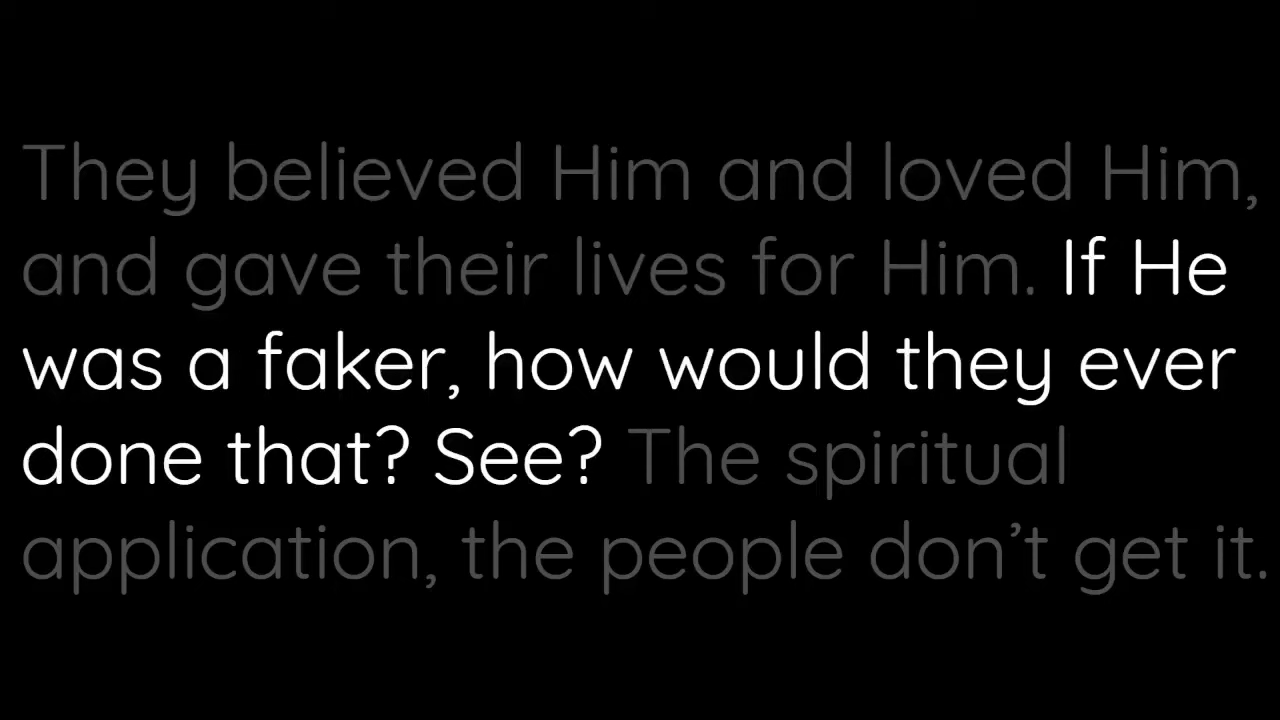 They believed Him and loved Him,
and gave their lives for Him. If He
was a faker, how would they ever
done that? See? The spiritual
application, the people don’t get it.